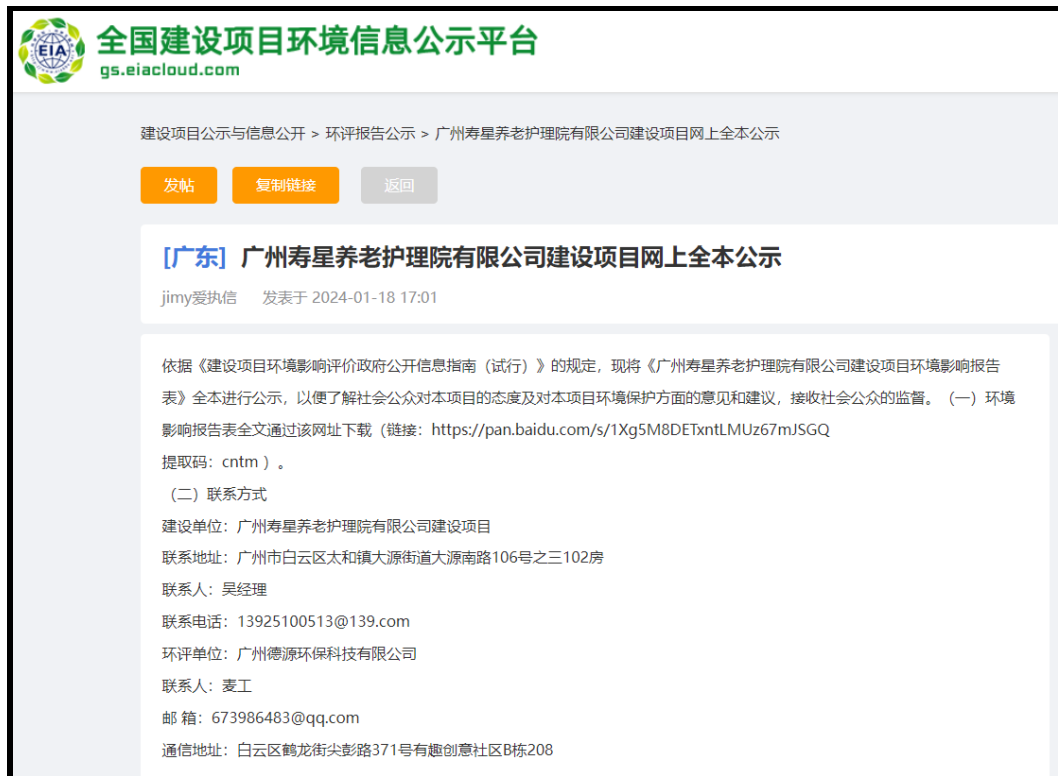 EIA
全国建设项目环境信息公示平台
gs.eiacloud.com
建设项目公示与信息公开 > 环评报告公示 > 广州寿星养老护理院有限公司建设项目网上全本公示
发帖 复制链接 返回
[广东] 广州寿星养老护理院有限公司建设项目网上全本公示
jimy爱执信 发表于 2024-01-18 17:01
依据《建设项目环境影响评价政府公开信息指南（试行）》的规定，现将《广州寿星养老护理院有限公司建设项目环境影响报告
表》全本进行公示，以便了解社会公众对本项目的态度及对本项目环境保护方面的意见和建议，接收社会公众的监督。（一）环境
影响报告表全文通过该网址下载（链接：https://pan.baidu.com/s/1Xg5M8DETxntLMUz67mJSGQ
提取码：cntm ）。
（二）联系方式
建设单位：广州寿星养老护理院有限公司建设项目
联系地址：广州市白云区太和镇大源街道大源南路106号之三102房
联系人：吴经理
联系电话：13925100513@139.com
环评单位：广州德源环保科技有限公司
联系人：麦工
邮 箱：673986483@qq.com
通信地址：白云区鹤龙街尖彭路371号有趣创意社区B栋208